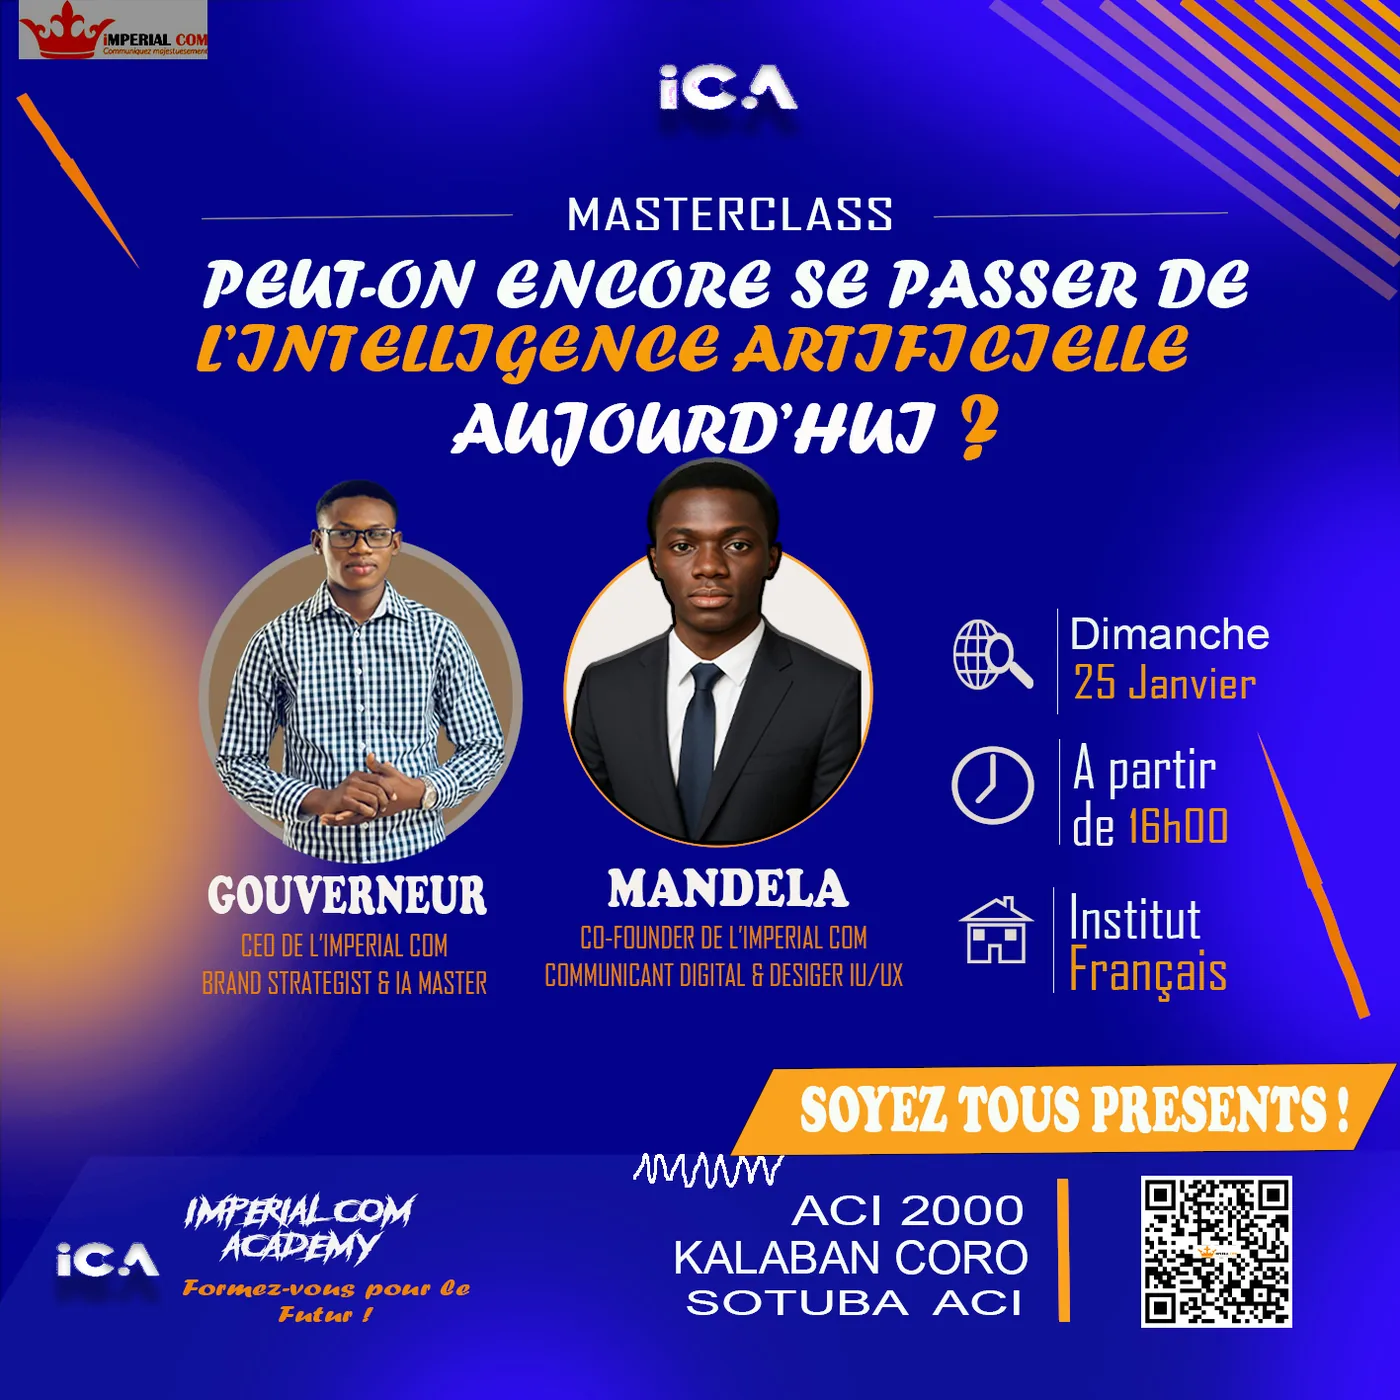 iMPERIAL COM
Communiquez majestueusement
iCA
MASTERCLASS
PEUT-ON ENCORE SE PASSER DE
L'INTELLIGENCE ARTIFICIELLE
AUJOURD'HUI ?
GOUVERNEUR
CEO DE L'IMPERIAL COM
BRAND STRATEGIST & IA MASTER
MANDELA
CO-FOUNDER DE L'IMPERIAL COM
COMMUNICANT DIGITAL & DESIGER IU/UX
Dimanche
25 Janvier
A partir
de 16h00
Institut
Français
SOYEZ TOUS PRESENTS !
iCA
IMPERIAL COM
ACADEMY
Formez-vous pour le
Futur !
ACI 2000
KALABAN CORO
SOTUBA ACI